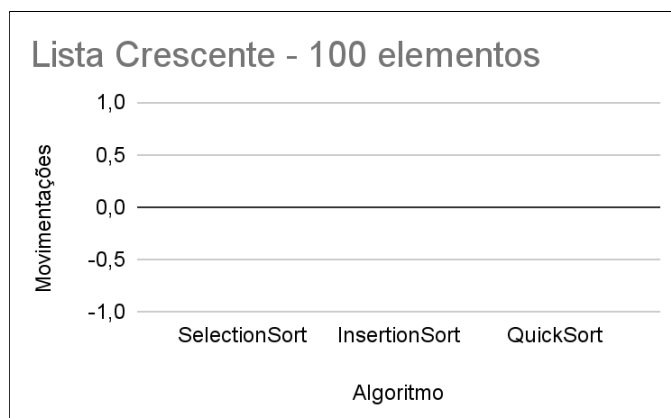 Lista Crescente - 100 elementos
Movimentações
1,0
0,5
0,0
-0,5
-1,0
SelectionSort InsertionSort QuickSort
Algoritmo